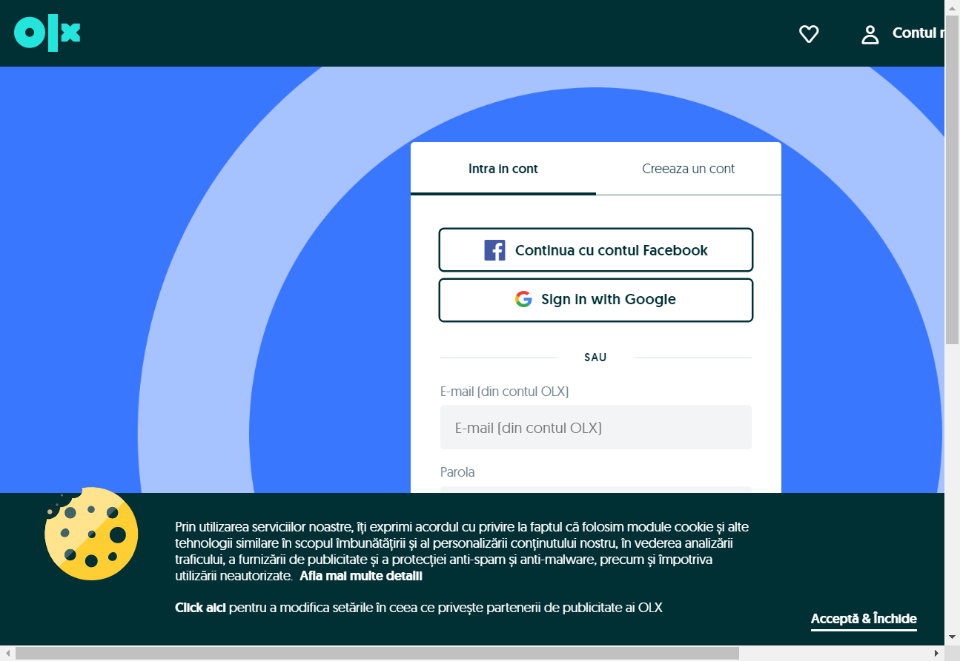 olx
Contul
Intra in cont
Creeaza un cont
Continua cu contul Facebook
Sign in with Google
SAU
E-mail (din contul OLX)
E-mail (din contul OLX)
Parola
Prin utilizarea serviciilor noastre, îți exprimi acordul cu privire la faptul că folosim module cookie și alte
tehnologii similare în scopul îmbunătățirii și al personalizării conținutului nostru, în vederea analizării
traficului, a furnizării de publicitate și a protecției anti-spam și anti-malware, precum și împotriva
utilizării neautorizate. Afla mai multe detalii
Click aici pentru a modifica setările în ceea ce privește partenerii de publicitate ai OLX
Acceptă & Închide